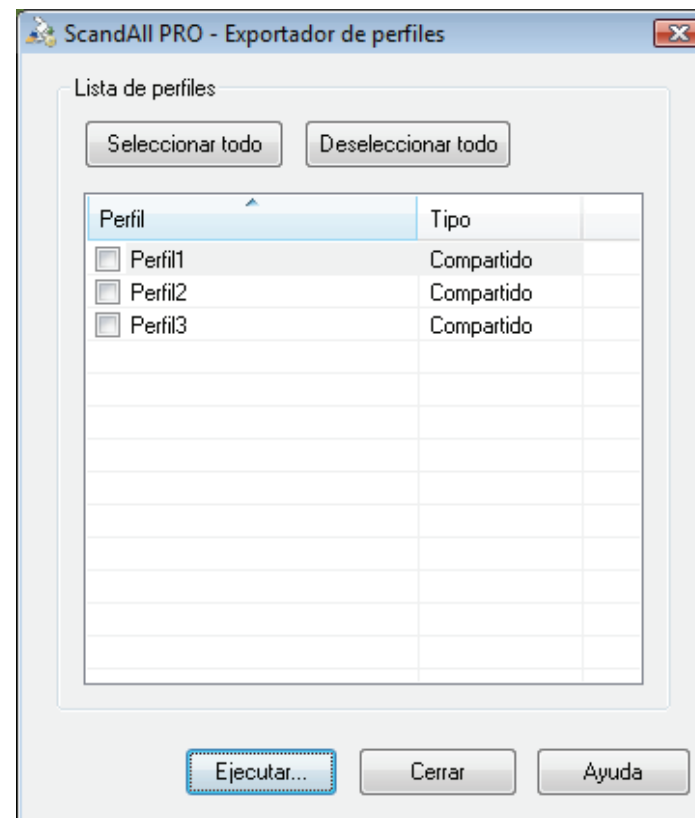 ScandAll PRO - Exportador de perfiles
Lista de perfiles
Seleccionar todo Deseleccionar todo
Perfil Tipo
Perfil1 Compartido
Perfil2 Compartido
Perfil3 Compartido
Ejecutar... Cerrar Ayuda